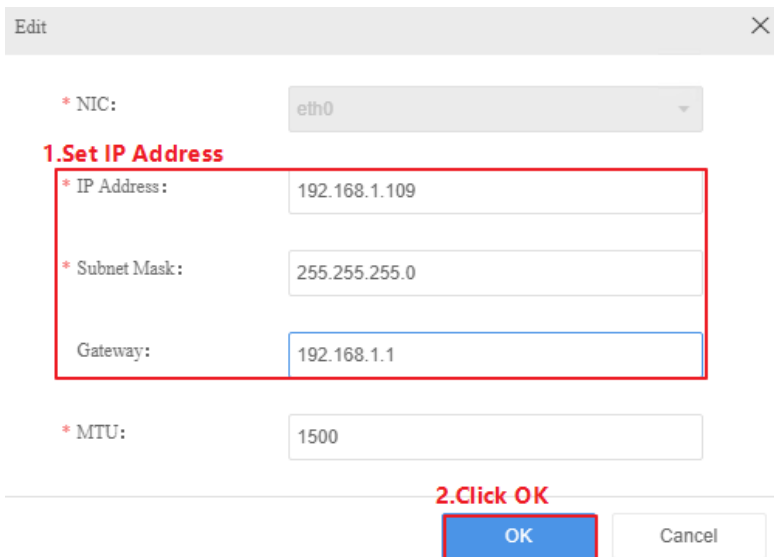 Edit
* NIC: eth0
1.Set IP Address
* IP Address: 192.168.1.109
* Subnet Mask: 255.255.255.0
Gateway: 192.168.1.1
* MTU: 1500
2.Click OK
OK Cancel